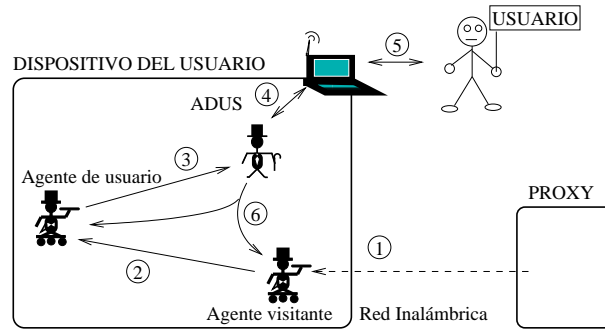 USUARIO
5
DISPOSITIVO DEL USUARIO
4
ADUS
3
Agente de usuario
PROXY
6
1
2
Agente visitante
Red Inalámbrica